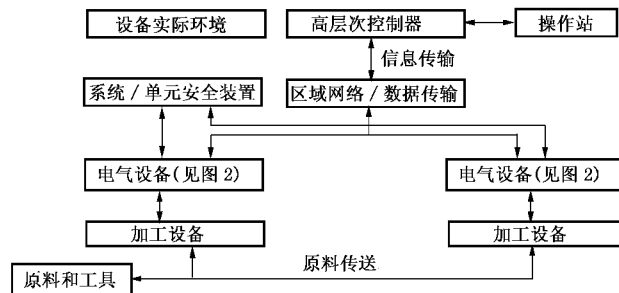 设备实际环境
高层次控制器
操作站
信息传输
系统/单元安全装置
区域网络/数据传输
电气设备(见图2)
电气设备(见图2)
加工设备
加工设备
原料传送
原料和工具